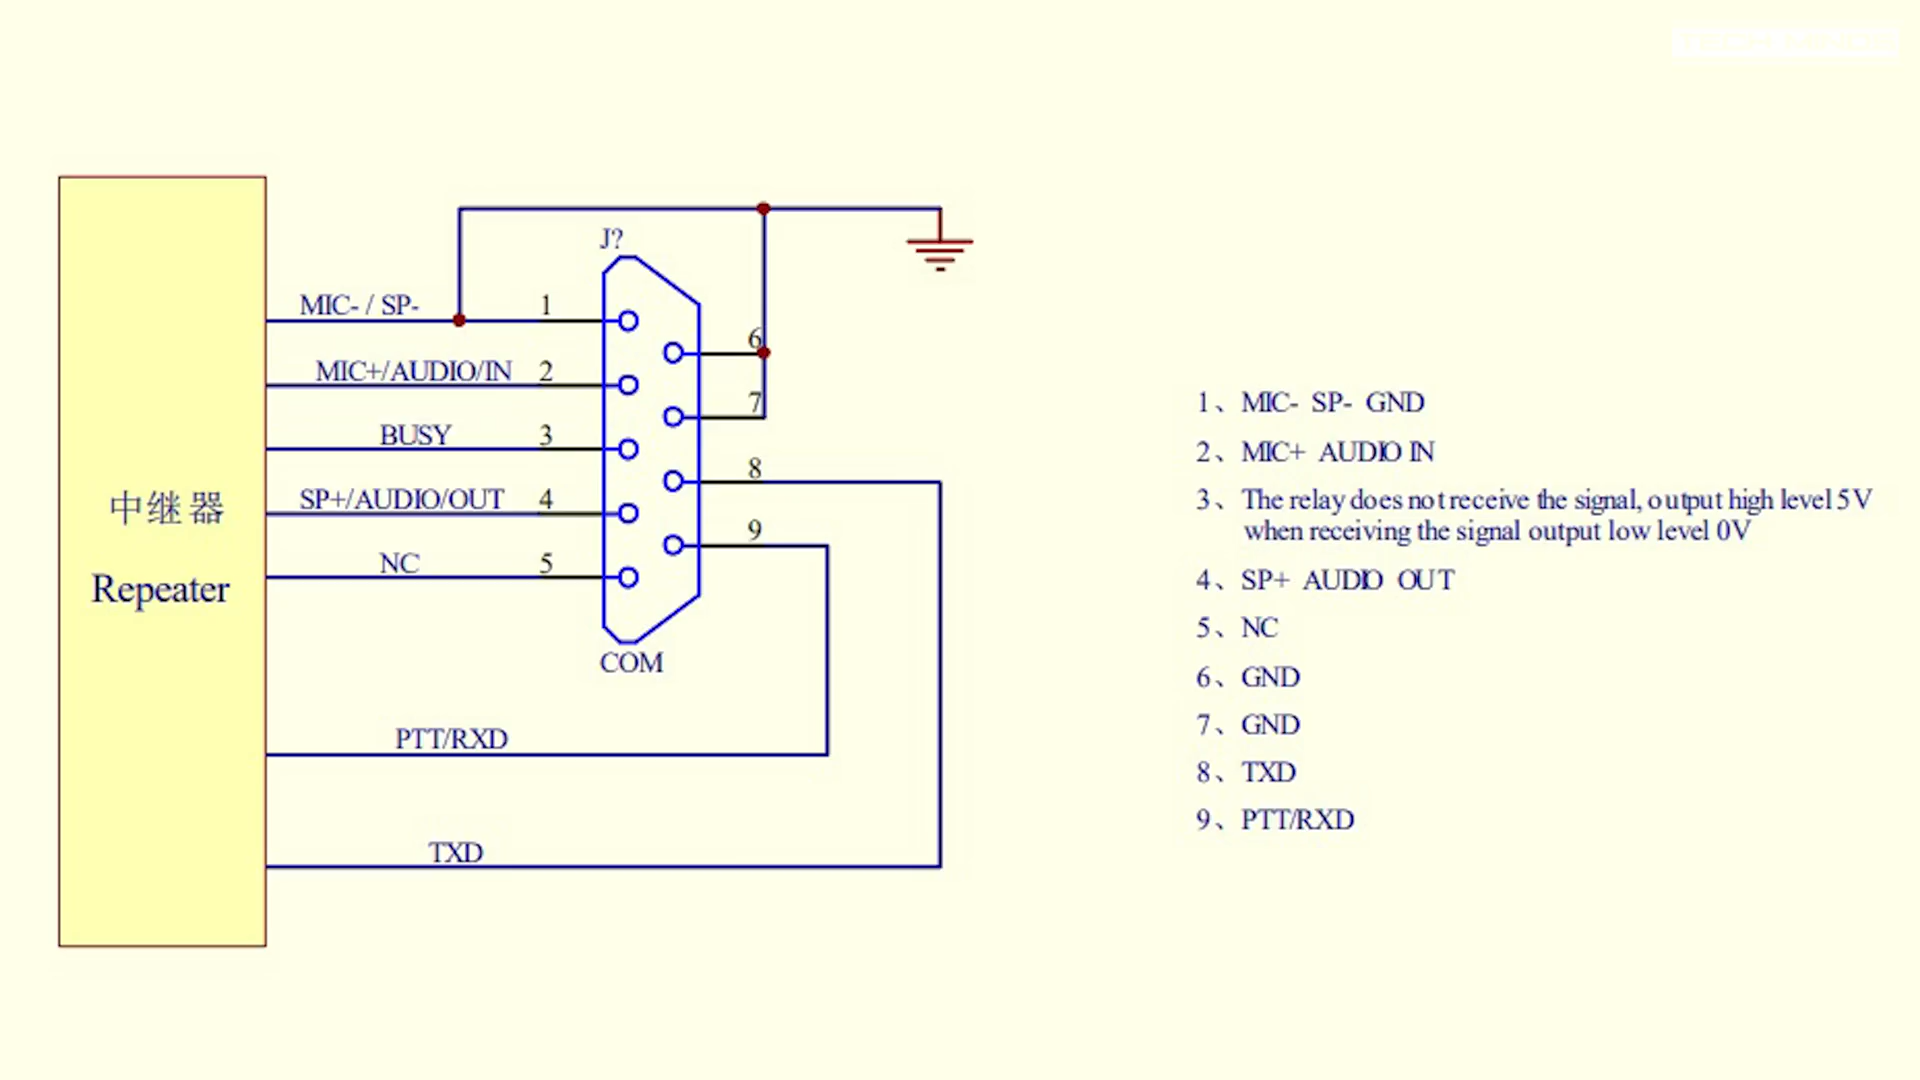 J?
MIC- / SP- 1
MIC+/AUDIO/IN 2
BUSY 3
SP+/AUDIO/OUT 4
NC 5
6
7
8
9
COM
中继器
Repeater
PTT/RXD
TXD
1、MIC- SP- GND
2、MIC+ AUDIO IN
3、The relay does not receive the signal, output high level 5V
when receiving the signal output low level 0V
4、SP+ AUDIO OUT
5、NC
6、GND
7、GND
8、TXD
9、PTT/RXD